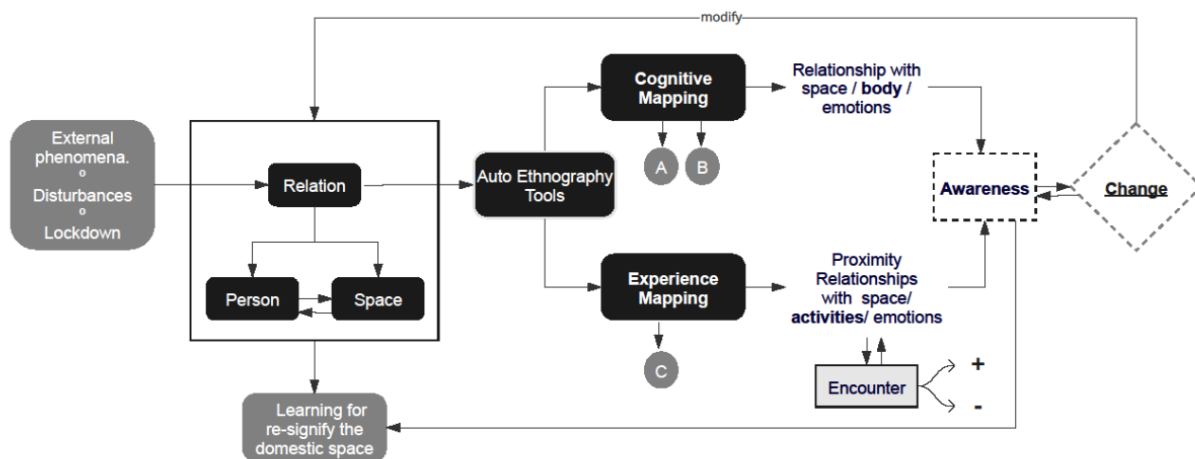 modify
External
phenomena.
o
Disturbances
o
Lockdown
Relation
Person
Space
Learning for
re-signify the
domestic space
Auto Ethnography
Tools
Cognitive
Mapping
A
B
Relationship with
space / body /
emotions
Experience
Mapping
C
Proximity
Relationships
with space/
activities/ emotions
Encounter
+
-
Awareness
Change